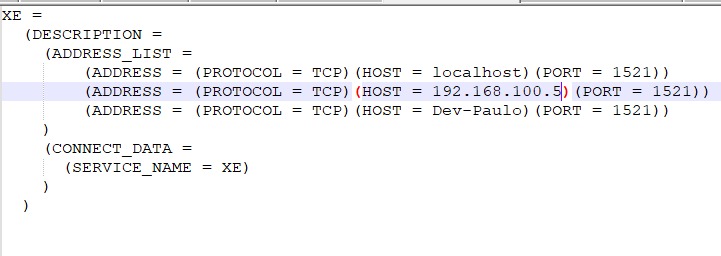 XE =
(DESCRIPTION =
(ADDRESS_LIST =
(ADDRESS = (PROTOCOL = TCP)(HOST = localhost)(PORT = 1521))
(ADDRESS = (PROTOCOL = TCP)(HOST = 192.168.100.5)(PORT = 1521))
(ADDRESS = (PROTOCOL = TCP)(HOST = Dev-Paulo)(PORT = 1521))
)
(CONNECT_DATA =
(SERVICE_NAME = XE)
)
)